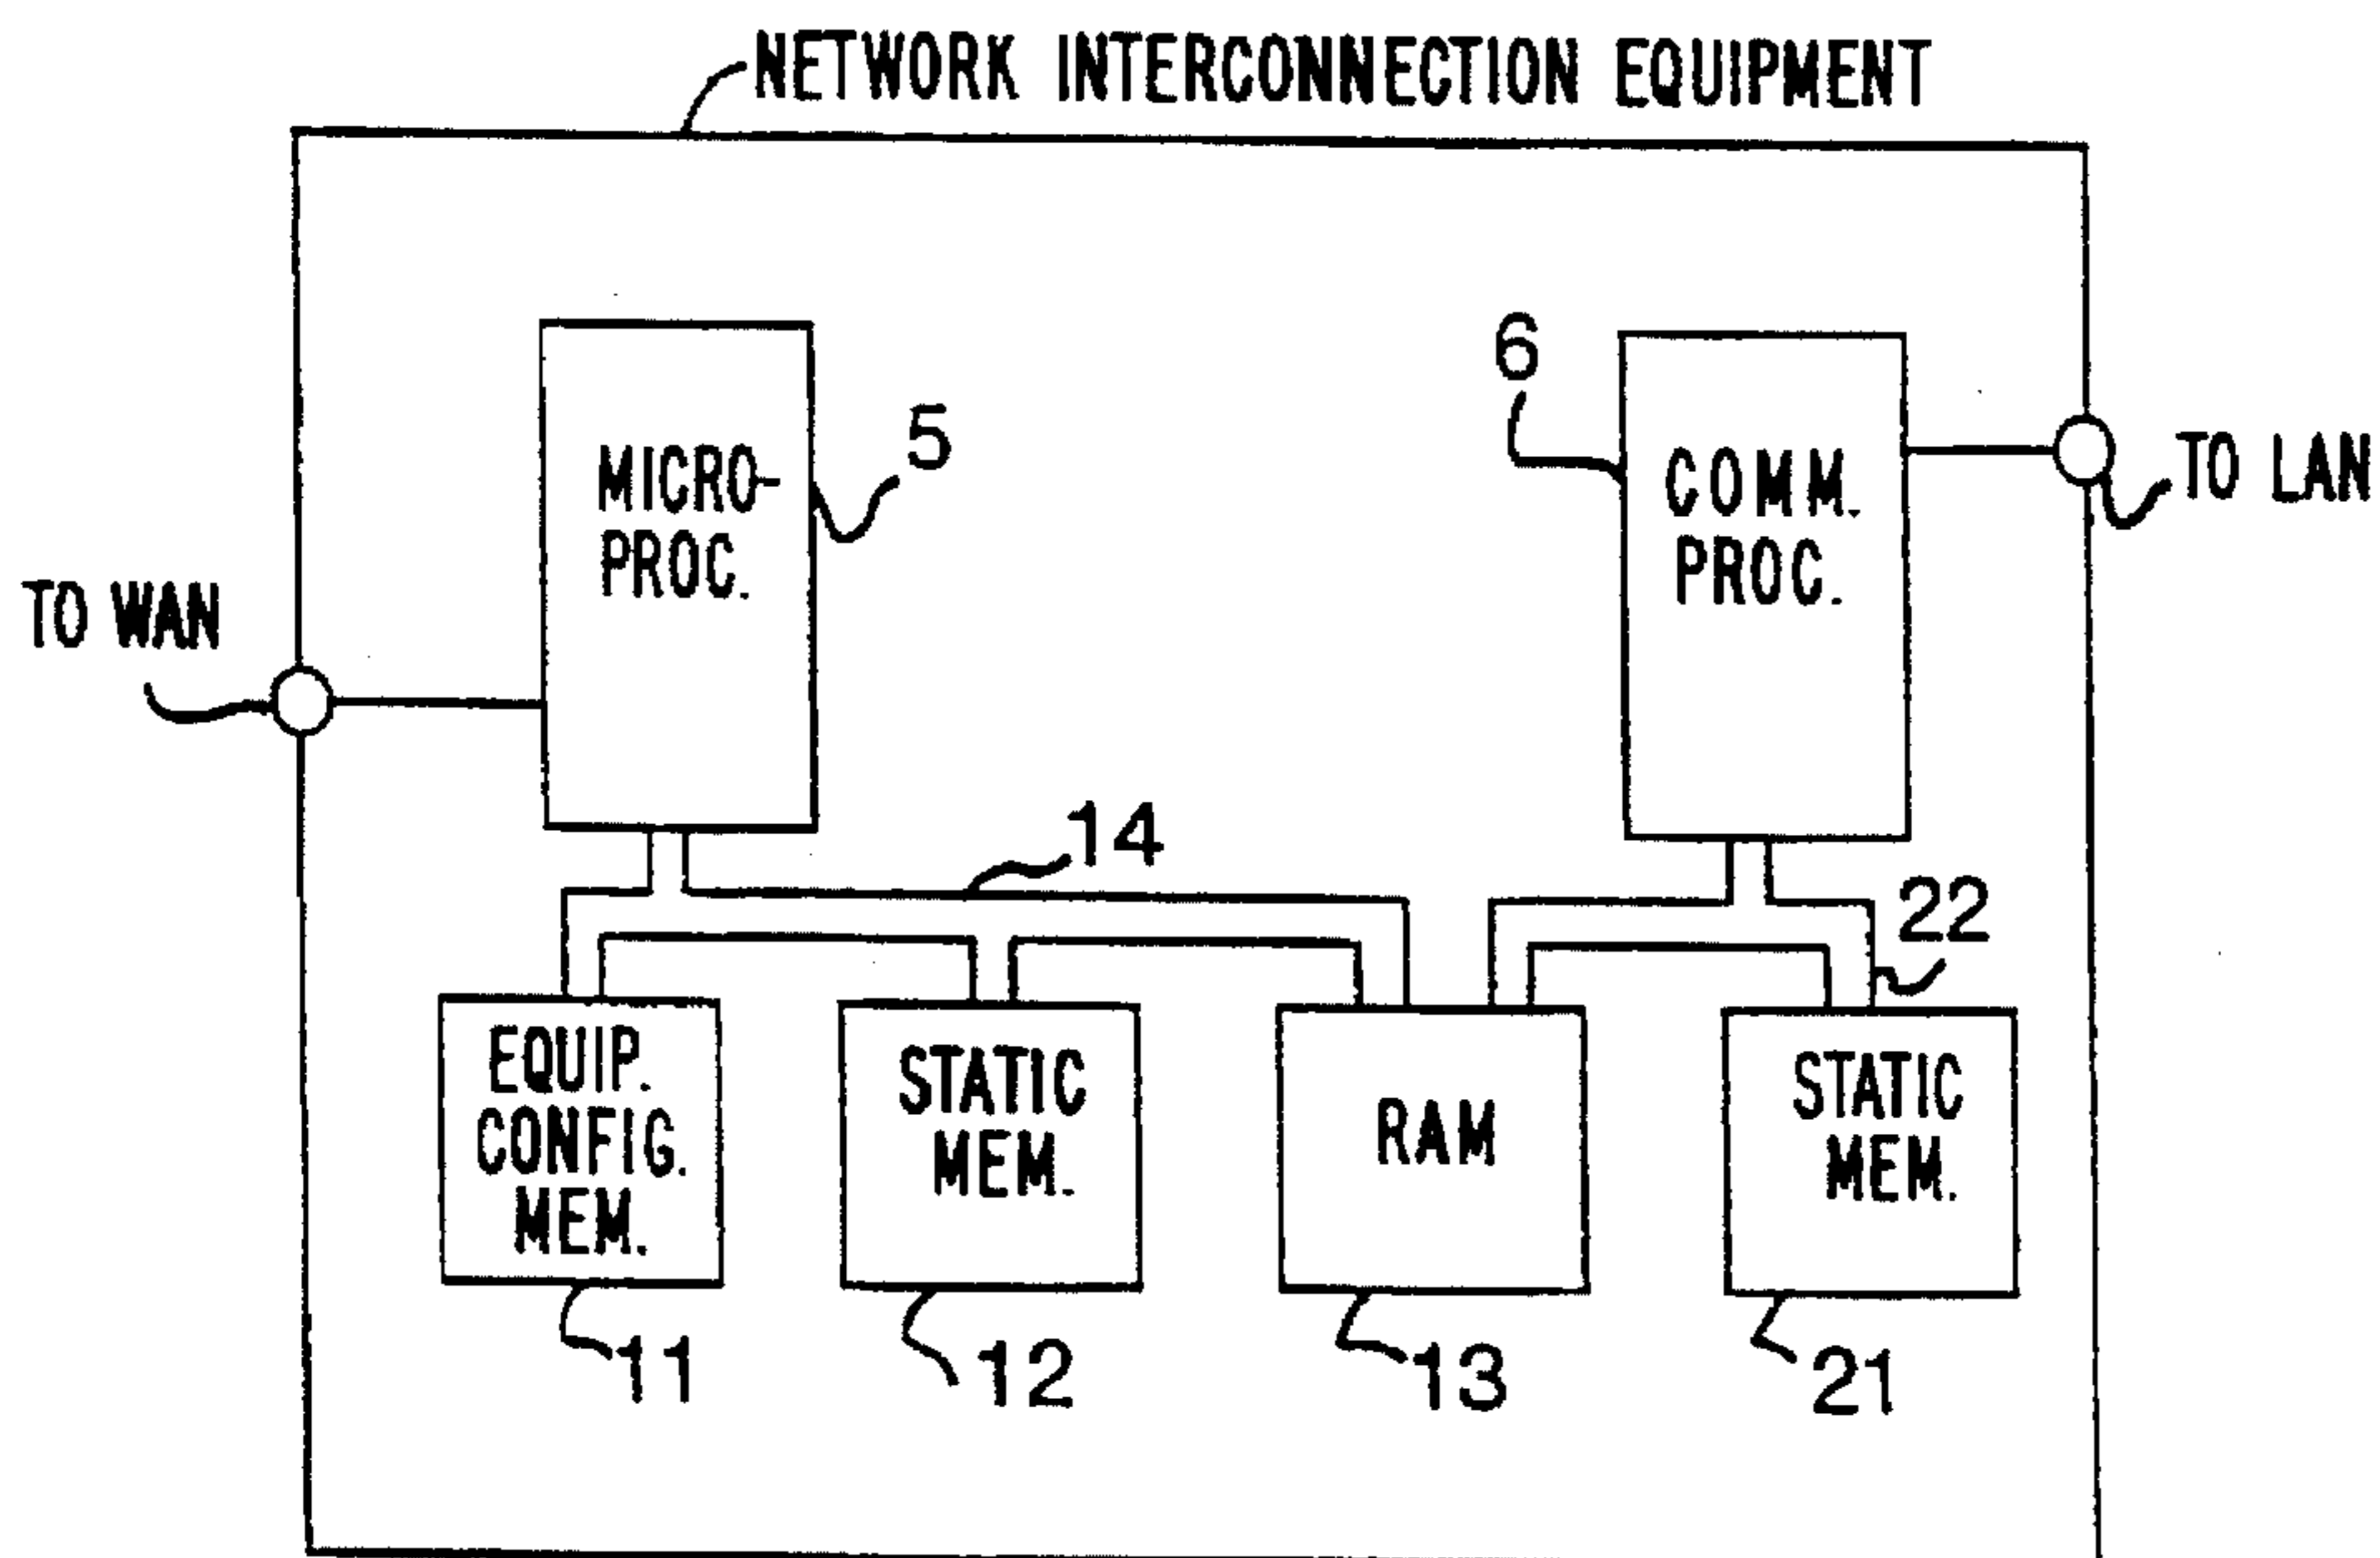 NETWORK INTERCONNECTION EQUIPMENT
6
5
MICRO-
PROC.
COMM.
PROC.
TO LAN
TO WAN
14
22
EQUIP.
CONFIG.
MEM.
STATIC
MEM.
RAM
STATIC
MEM.
11
12
13
21